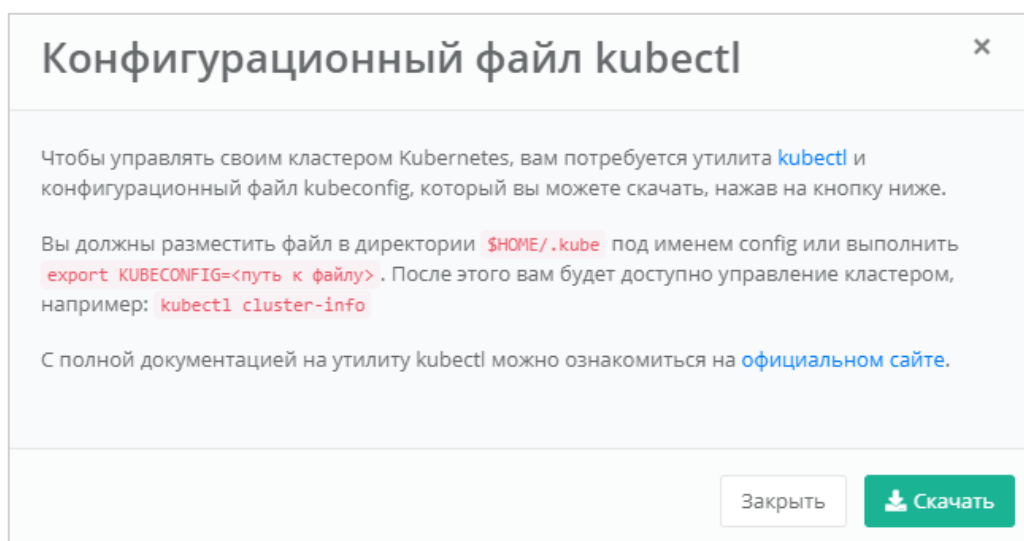 Конфигурационный файл kubectl
×
Чтобы управлять своим кластером Kubernetes, вам потребуется утилита kubectl и
конфигурационный файл kubeconfig, который вы можете скачать, нажав на кнопку ниже.
Вы должны разместить файл в директории $HOME/.kube под именем config или выполнить
export KUBECONFIG=<путь к файлу>. После этого вам будет доступно управление кластером,
например: kubectl cluster-info
С полной документацией на утилиту kubectl можно ознакомиться на официальном сайте.
Закрыть
Скачать